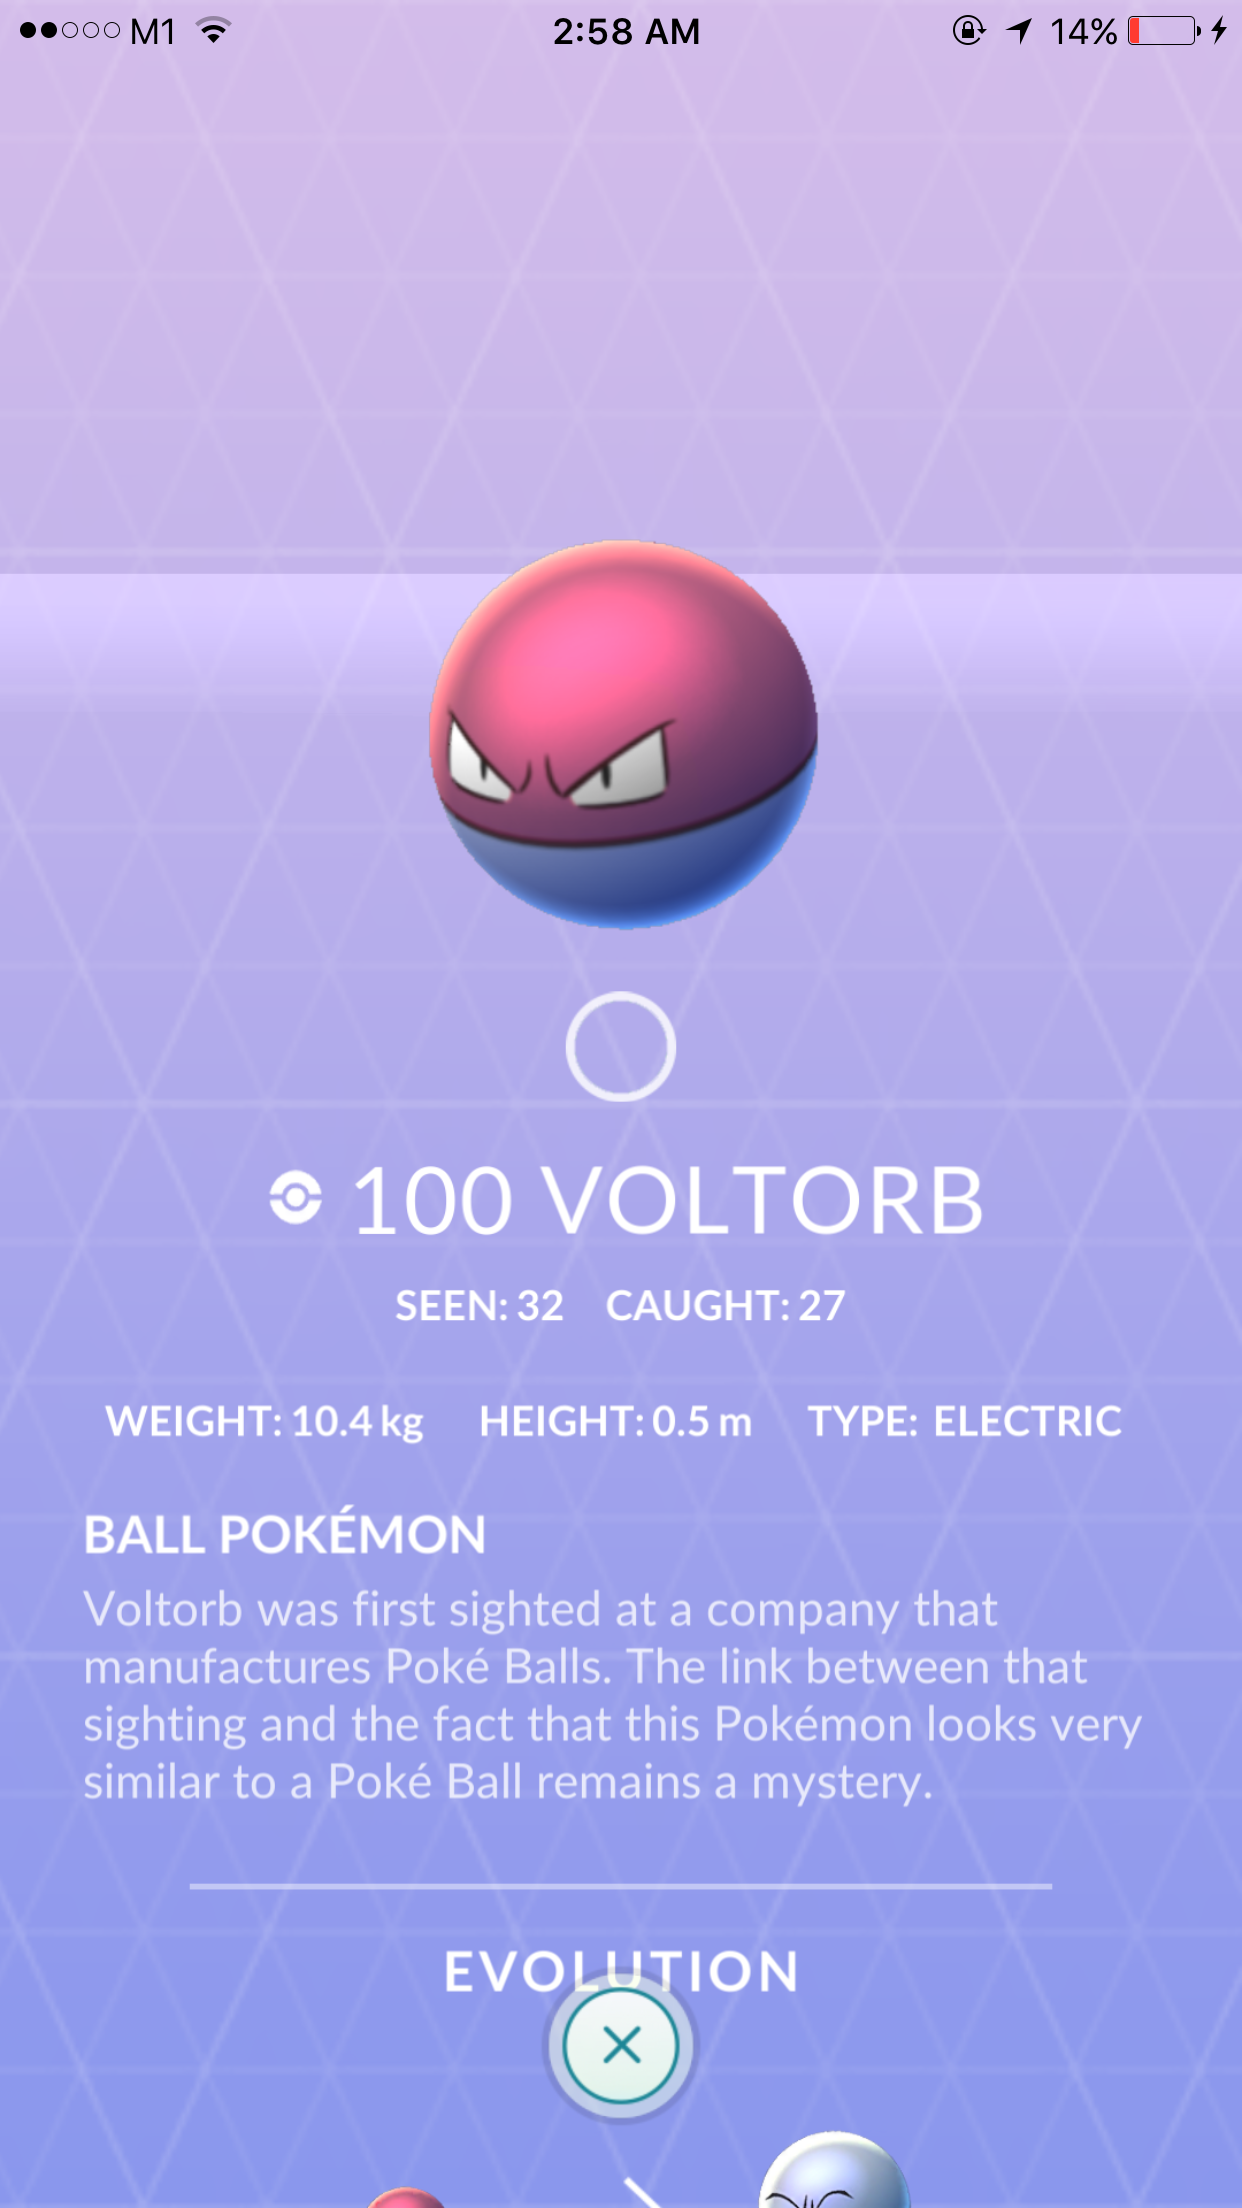 M1 2:58 AM 14%
100 VOLTORB
SEEN: 32 CAUGHT: 27
WEIGHT: 10.4 kg HEIGHT: 0.5 m TYPE: ELECTRIC
BALL POKÉMON
Voltorb was first sighted at a company that
manufactures Poké Balls. The link between that
sighting and the fact that this Pokémon looks very
similar to a Poké Ball remains a mystery.
EVOLUTION